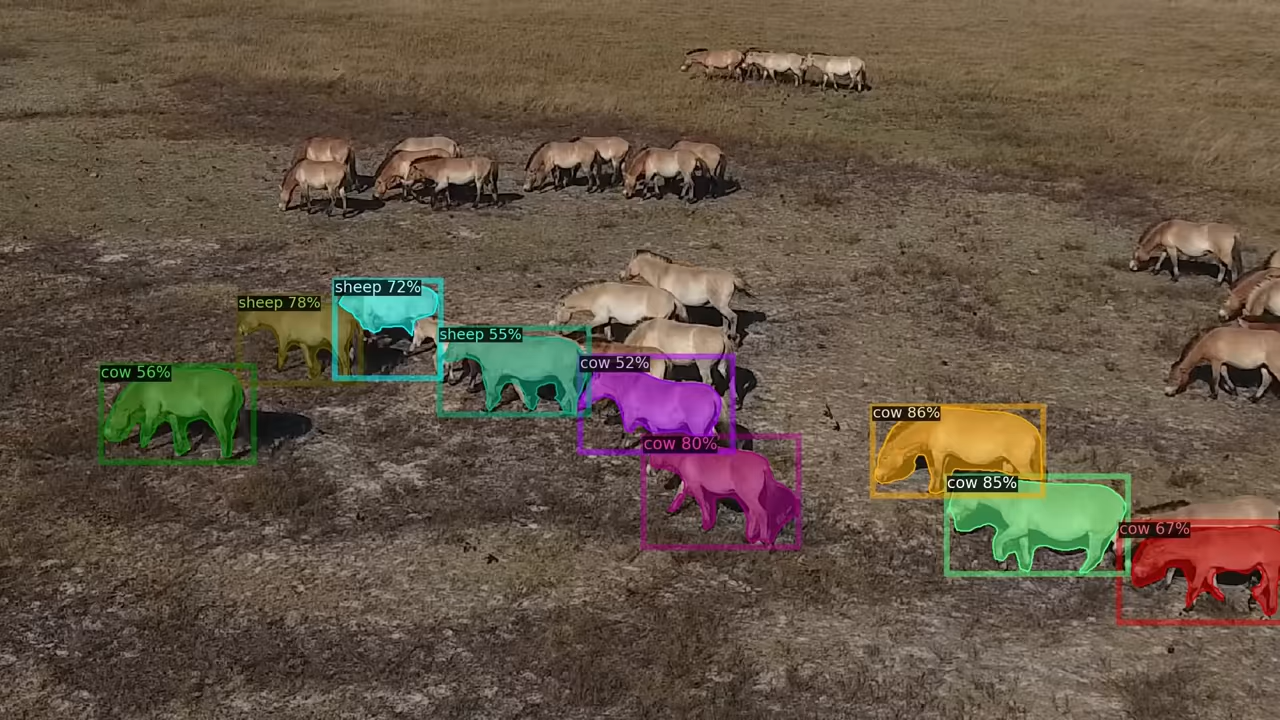 sheep 72%
sheep 78%
sheep 55%
cow 52%
cow 56%
cow 86%
cow 80%
cow 85%
cow 67%